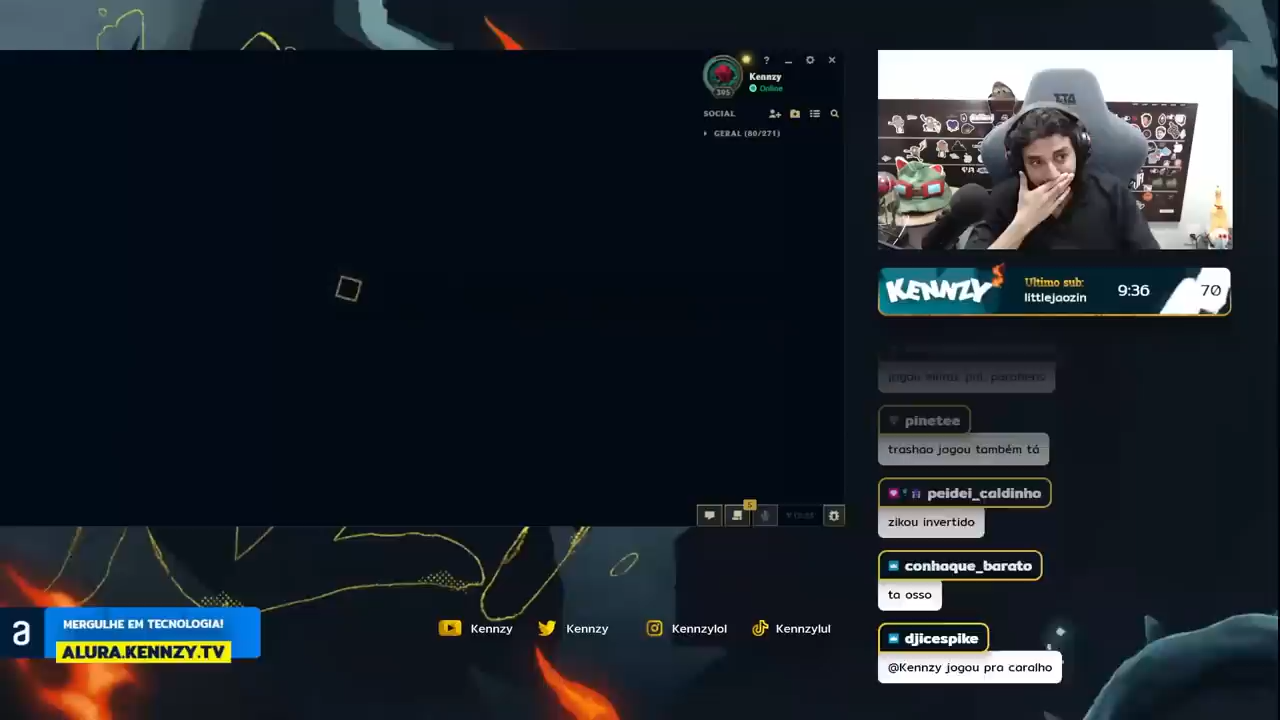 ?
Kennzy
Online
395
SOCIAL
GERAL (80/271)
5
KENNZY
Ultimo sub:
littlejaozin
9:36
70
pinetee
trashao jogou também tá
peidei_caldinho
zikou invertido
conhaque_barato
ta osso
djicespike
@Kennzy jogou pra caralho
a
MERGULHE EM TECNOLOGIA!
ALURA.KENNZY.TV
Kennzy
Kennzy
Kennzylol
Kennzylul